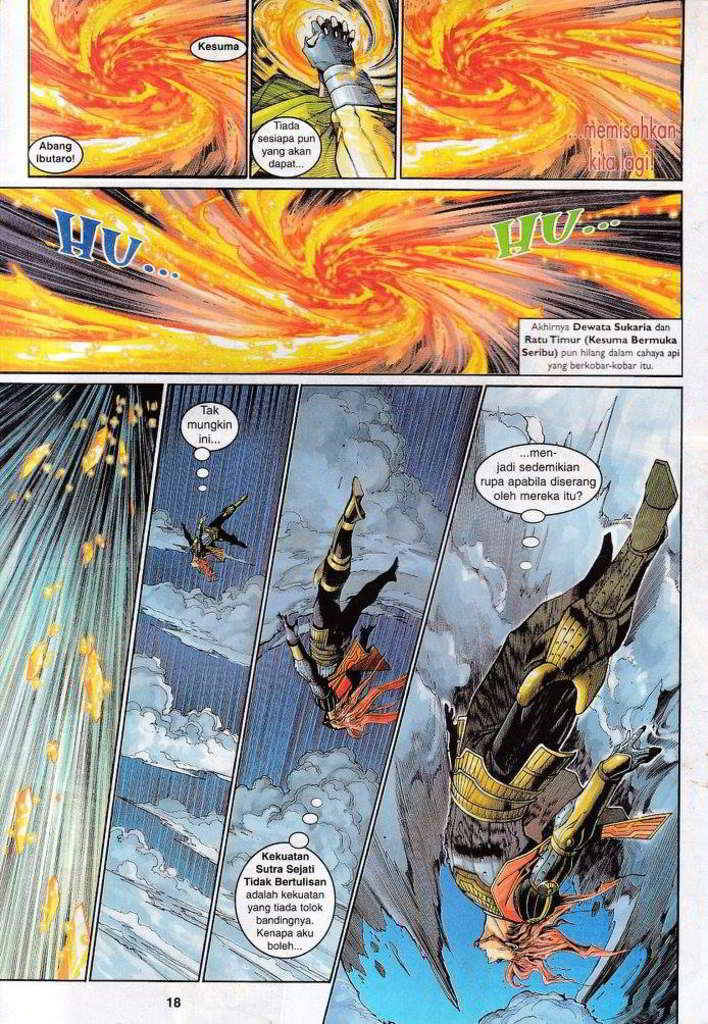 Kesuma
Abang
Ibutaro!
Tiada
sesiapa pun
yang akan
dapat...
...memisahkan
kita lagi!
HU...
HU...
Akhirnya Dewata Sukaria dan
Ratu Timur (Kesuma Bermuka
Seribu) pun hilang dalam cahaya api
yang berkobar-kobar itu.
Tak
mungkin
ini...
Kekuatan
Sutra Sejati
Tidak Bertulisan
adalah kekuatan
yang tiada tolok
bandingnya.
Kenapa aku
boleh...
...men-
jadi sedemikian
rupa apabila diserang
oleh mereka itu?
18